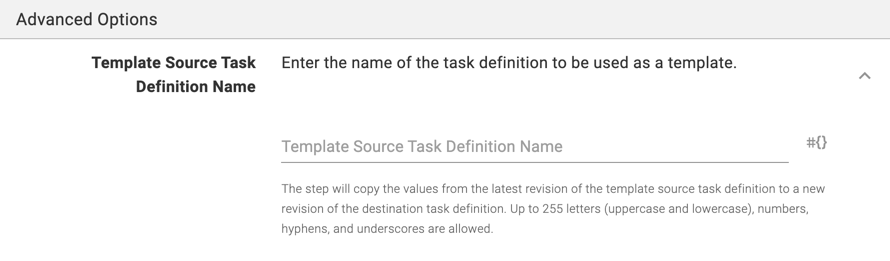 Advanced Options
Template Source Task
Definition Name
Enter the name of the task definition to be used as a template.
Template Source Task Definition Name
#{}
The step will copy the values from the latest revision of the template source task definition to a new
revision of the destination task definition. Up to 255 letters (uppercase and lowercase), numbers,
hyphens, and underscores are allowed.